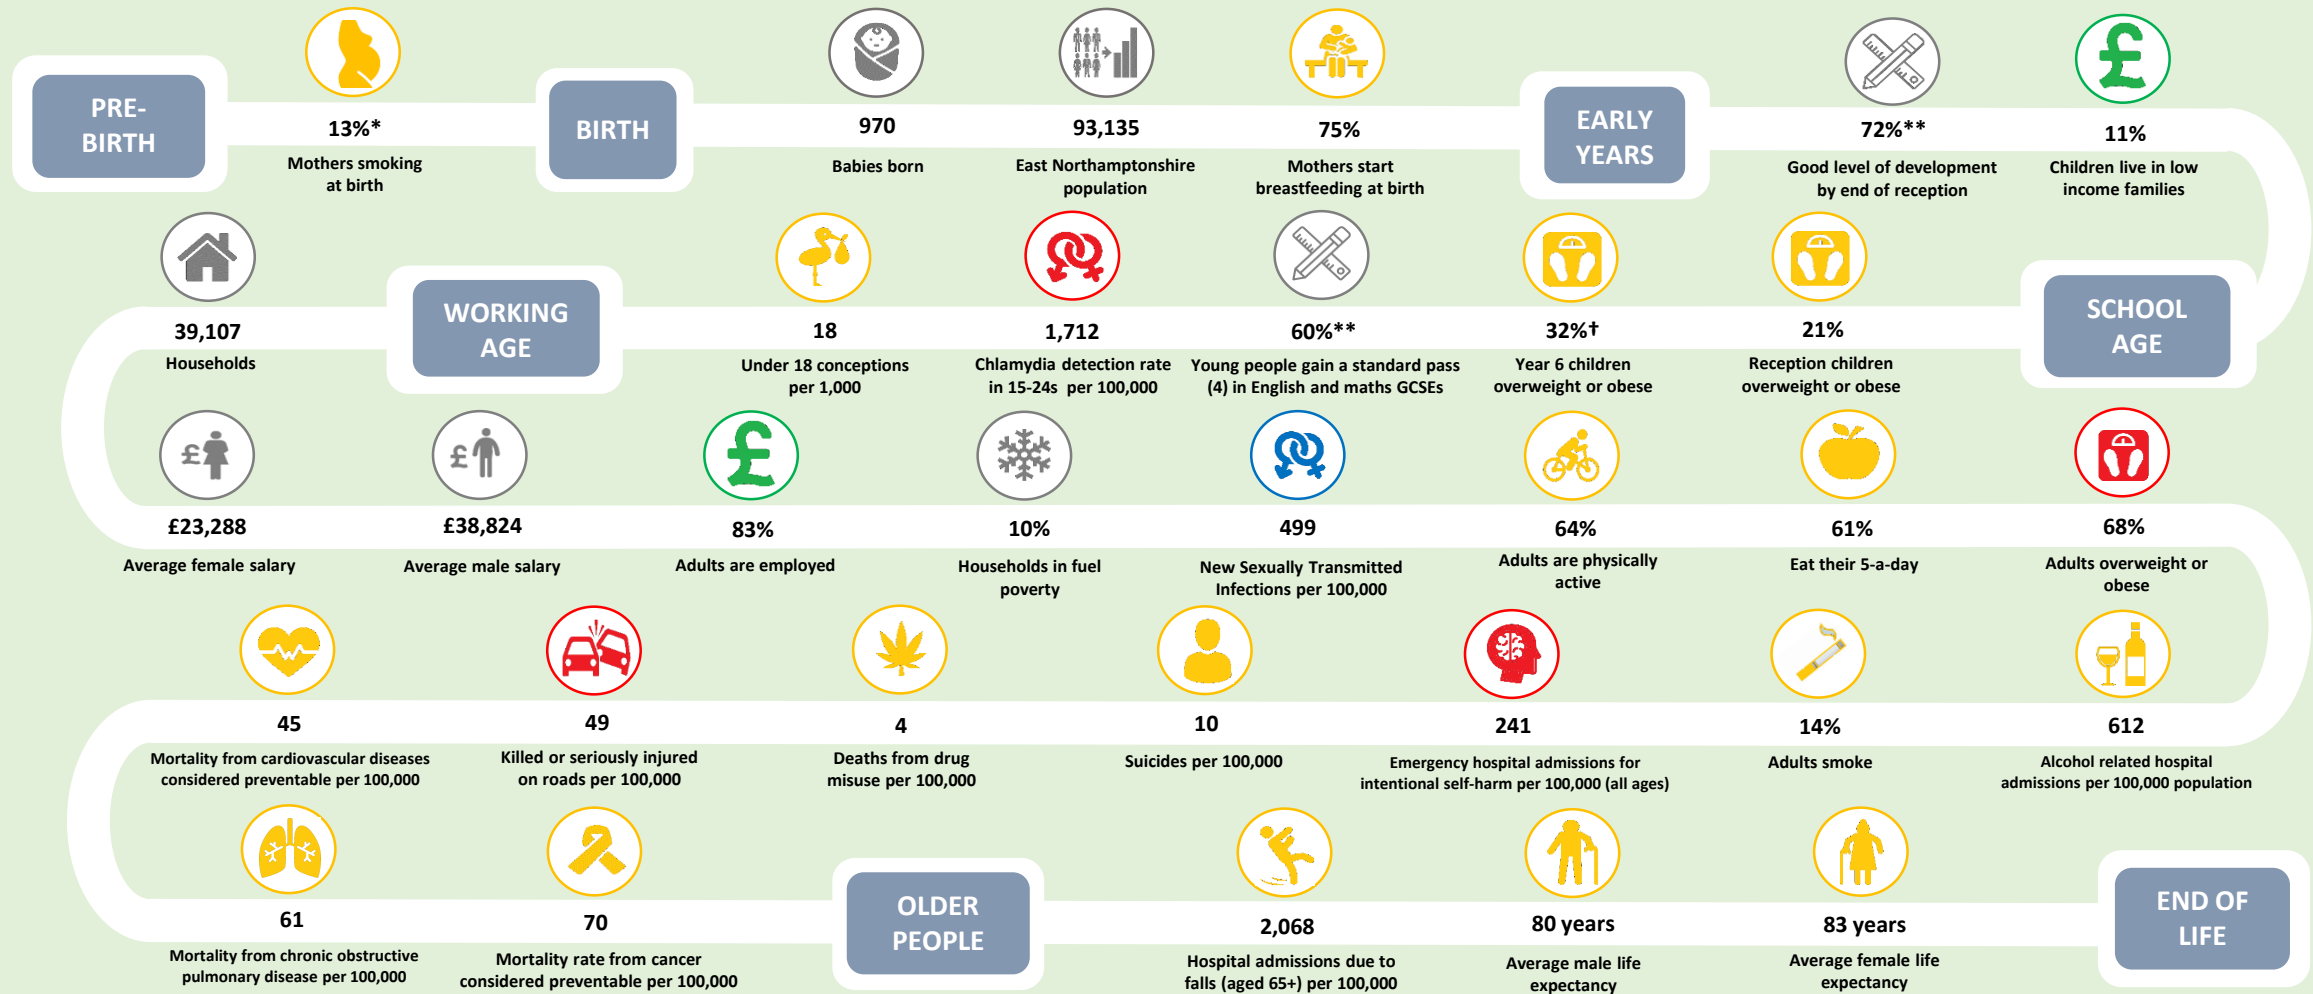 PRE-
BIRTH
13%*
Mothers smoking
at birth
BIRTH
970
Babies born
93,135
East Northamptonshire
population
75%
Mothers start
breastfeeding at birth
EARLY
YEARS
72%**
Good level of development
by end of reception
£
11%
Children live in low
income families
39,107
Households
WORKING
AGE
18
Under 18 conceptions
per 1,000
1,712
Chlamydia detection rate
in 15-24s per 100,000
60%**
Young people gain a standard pass
(4) in English and maths GCSEs
32%†
Year 6 children
overweight or obese
21%
Reception children
overweight or obese
SCHOOL
AGE
£
£23,288
Average female salary
£
£38,824
Average male salary
£
83%
Adults are employed
10%
Households in fuel
poverty
499
New Sexually Transmitted
Infections per 100,000
64%
Adults are physically
active
61%
Eat their 5-a-day
68%
Adults overweight or
obese
45
Mortality from cardiovascular diseases
considered preventable per 100,000
49
Killed or seriously injured
on roads per 100,000
4
Deaths from drug
misuse per 100,000
10
Suicides per 100,000
241
Emergency hospital admissions for
intentional self-harm per 100,000 (all ages)
14%
Adults smoke
612
Alcohol related hospital
admissions per 100,000 population
61
Mortality from chronic obstructive
pulmonary disease per 100,000
70
Mortality rate from cancer
considered preventable per 100,000
OLDER
PEOPLE
2,068
Hospital admissions due to
falls (aged 65+) per 100,000
80 years
Average male life
expectancy
83 years
Average female life
expectancy
END OF
LIFE